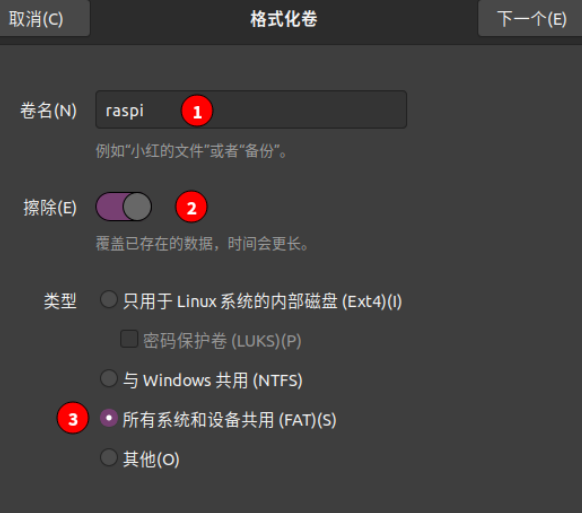 取消(C) 格式化卷 下一个(E)
卷名(N) raspi 1
例如“小红的文件”或者“备份”。
擦除(E) 2
覆盖已存在的数据，时间会更长。
类型 只用于 Linux 系统的内部磁盘 (Ext4)(I)
密码保护卷 (LUKS)(P)
与 Windows 共用 (NTFS)
3 所有系统和设备共用 (FAT)(S)
其他(O)